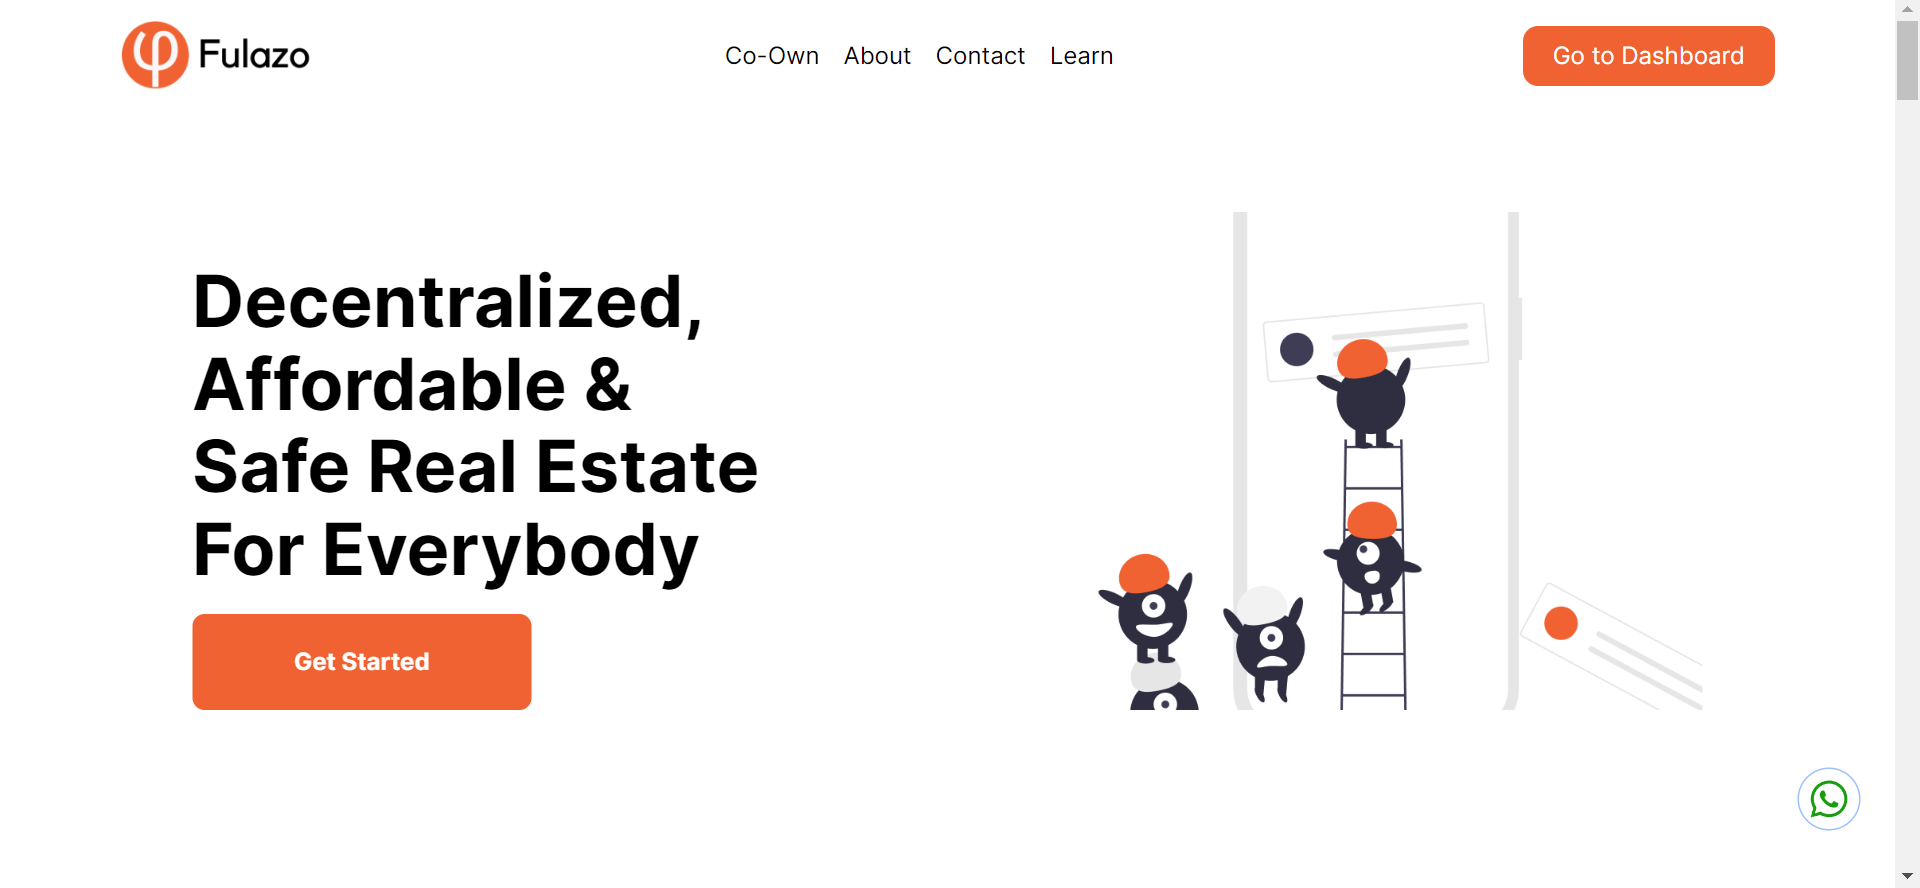 Fulazo
Co-Own About Contact Learn
Go to Dashboard
Decentralized,
Affordable &
Safe Real Estate
For Everybody
Get Started